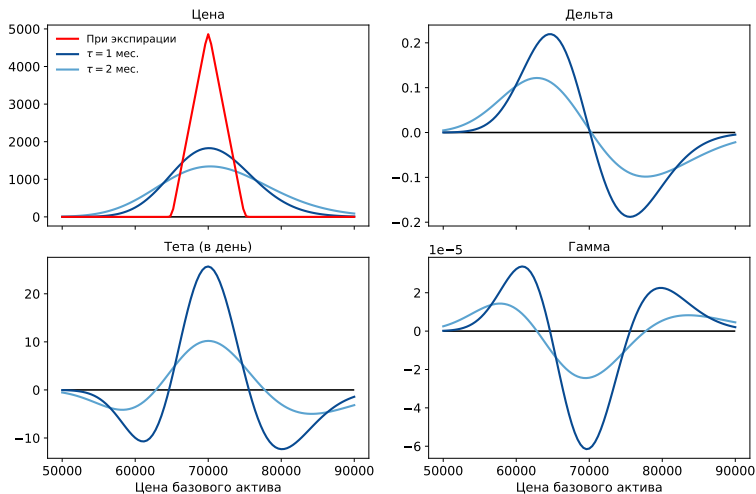 Цена
5000
4000
3000
2000
1000
0
При экспирации
τ = 1 мес.
τ = 2 мес.
Дельта
0.2
0.1
0.0
−0.1
−0.2
Тета (в день)
20
10
0
−10
50000 60000 70000 80000 90000
Цена базового актива
Гамма
1e−5
2
0
−2
−4
−6
50000 60000 70000 80000 90000
Цена базового актива